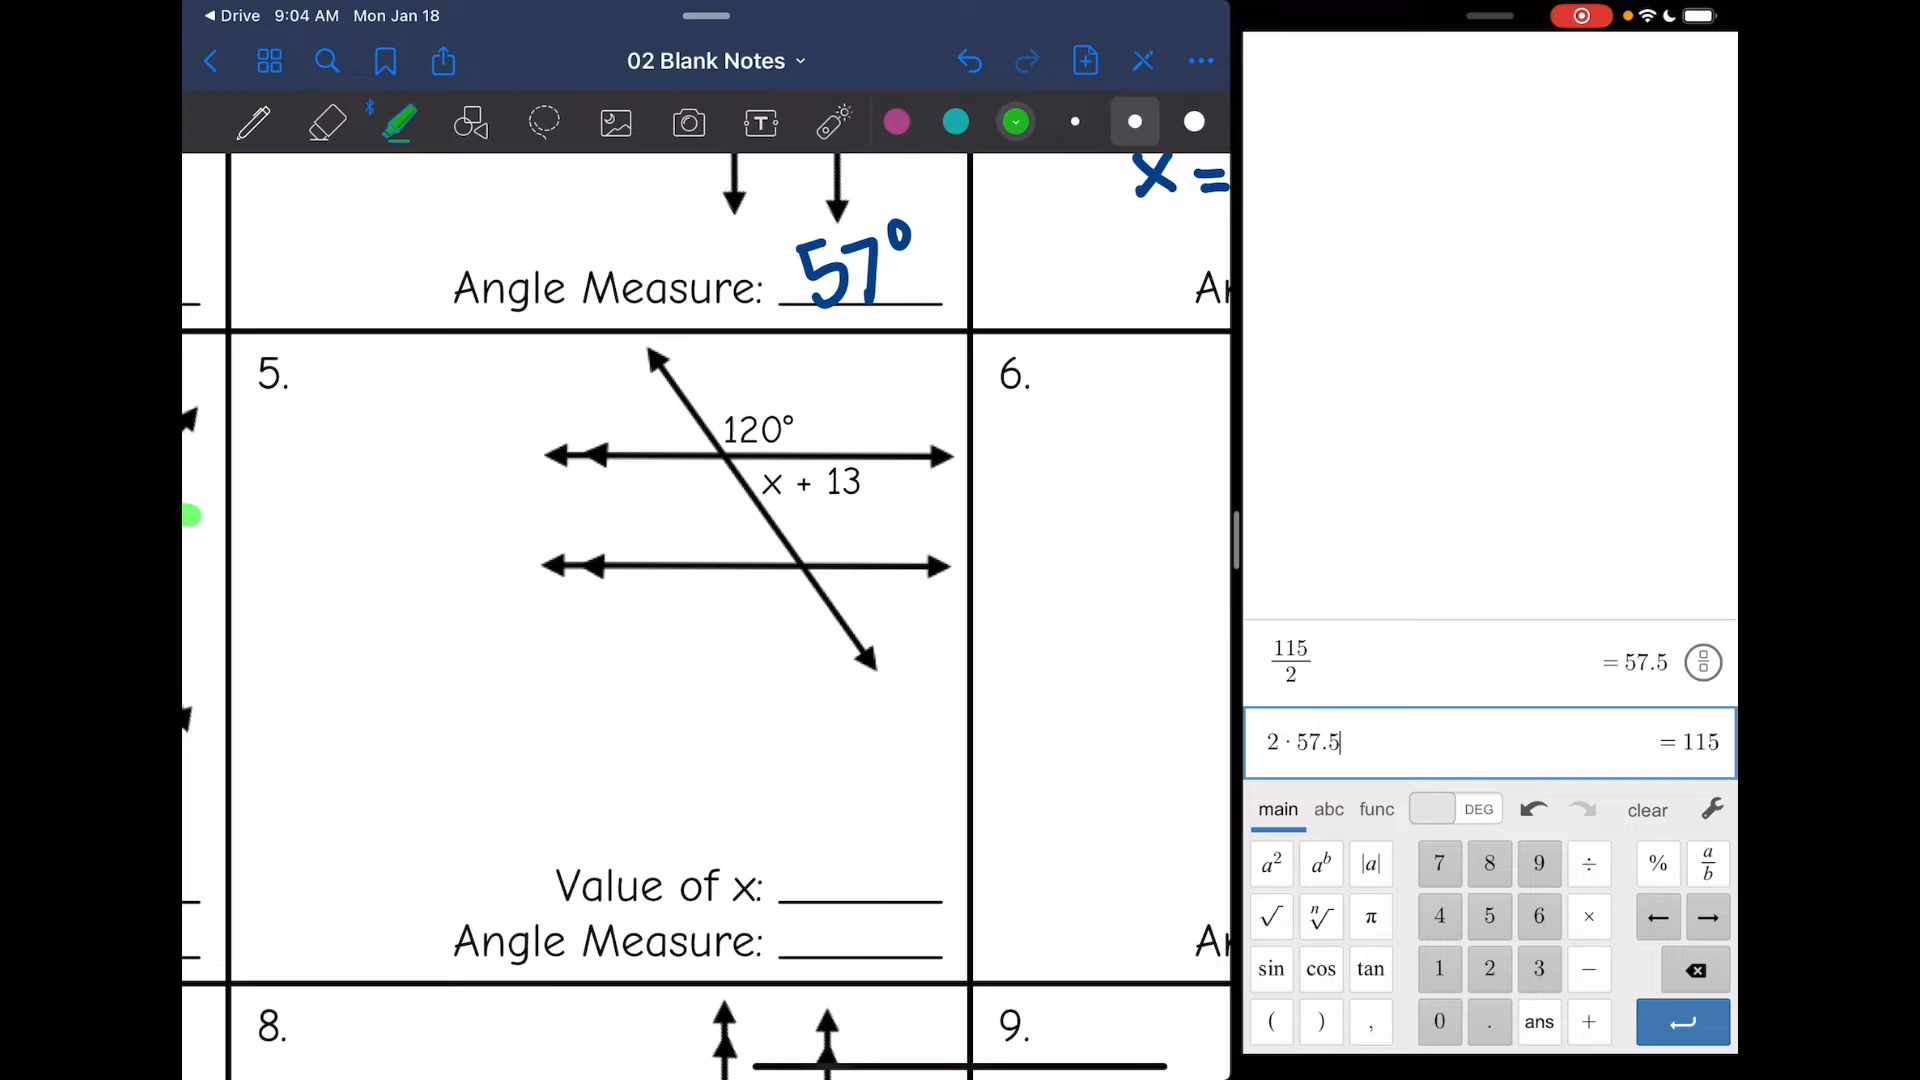 Drive 9:04 AM Mon Jan 18
02 Blank Notes
T
x =
57°
Angle Measure:
5.
6.
120°
x + 13
Value of x:
Angle Measure:
8.
9.
115
2
= 57.5
2 · 57.5
= 115
main abc func DEG clear
a² aᵇ |a| 7 8 9 ÷ % a/b
√ ⁿ√ π 4 5 6 × ← →
sin cos tan 1 2 3 −
( ) , 0 . ans +